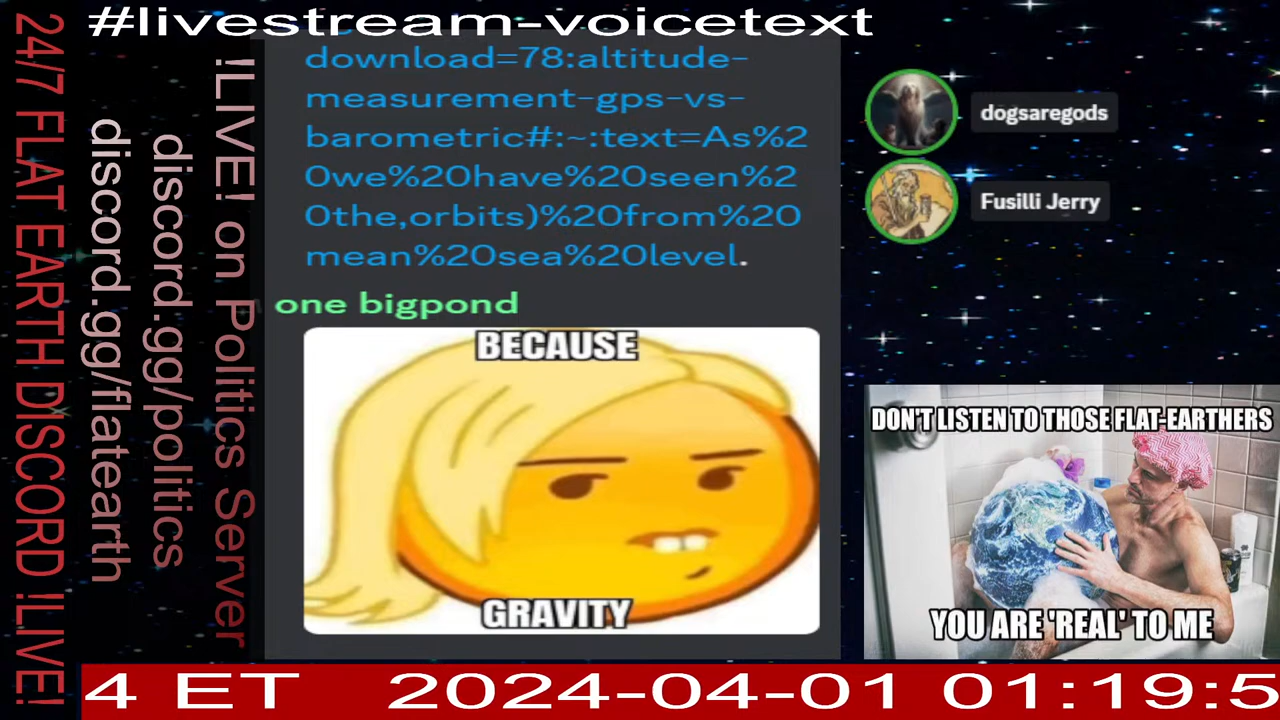 #livestream-voicetext
24/7 FLAT EARTH DISCORD !LIVE!
discord.gg/flatearth
discord.gg/politics
!LIVE! on Politics Server
download=78:altitude-
measurement-gps-vs-
barometric#:~:text=As%2
0we%20have%20seen%2
0the,orbits)%20from%20
mean%20sea%20level.
one bigpond
BECAUSE
GRAVITY
dogsaregods
Fusilli Jerry
DON'T LISTEN TO THOSE FLAT-EARTHERS
YOU ARE 'REAL' TO ME
4 ET 2024-04-01 01:19:5